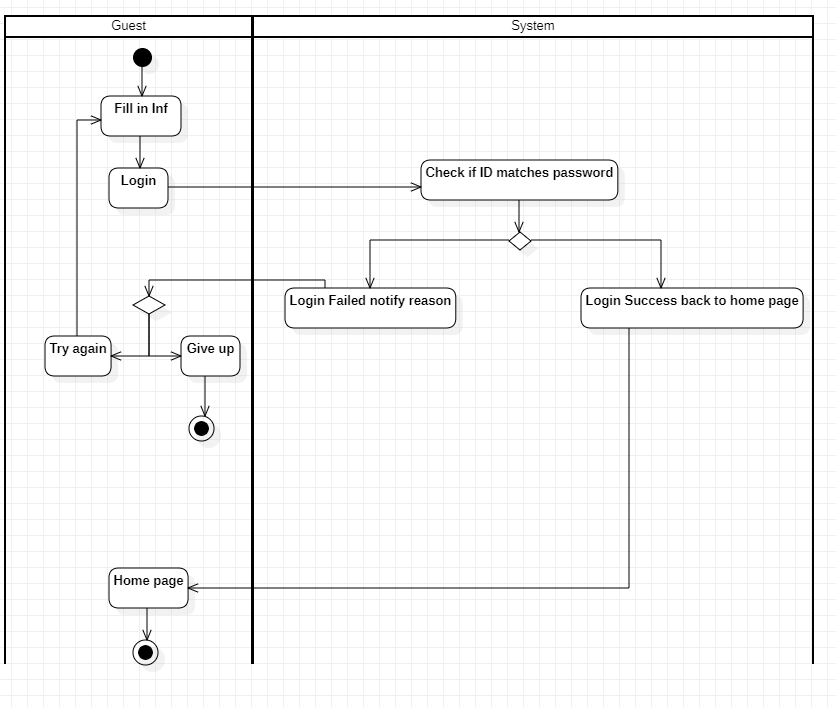 Guest
System
Fill in Inf
Login
Check if ID matches password
Login Failed notify reason
Login Success back to home page
Try again
Give up
Home page